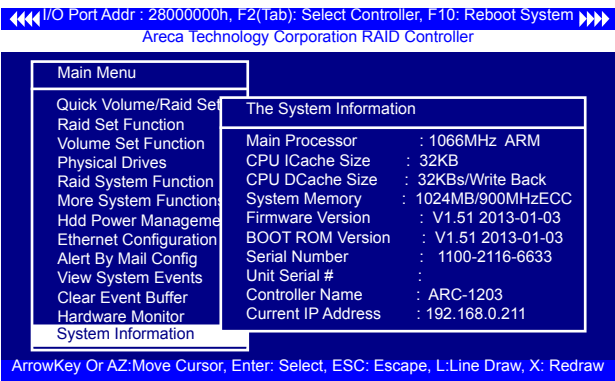 I/O Port Addr : 28000000h, F2(Tab): Select Controller, F10: Reboot System
Areca Technology Corporation RAID Controller
Main Menu
Quick Volume/Raid Set
Raid Set Function
Volume Set Function
Physical Drives
Raid System Function
More System Functions
Hdd Power Manageme
Ethernet Configuration
Alert By Mail Config
View System Events
Clear Event Buffer
Hardware Monitor
System Information
The System Information
Main Processor : 1066MHz ARM
CPU ICache Size : 32KB
CPU DCache Size : 32KBs/Write Back
System Memory : 1024MB/900MHzECC
Firmware Version : V1.51 2013-01-03
BOOT ROM Version : V1.51 2013-01-03
Serial Number : 1100-2116-6633
Unit Serial # :
Controller Name : ARC-1203
Current IP Address : 192.168.0.211
ArrowKey Or AZ:Move Cursor, Enter: Select, ESC: Escape, L:Line Draw, X: Redraw